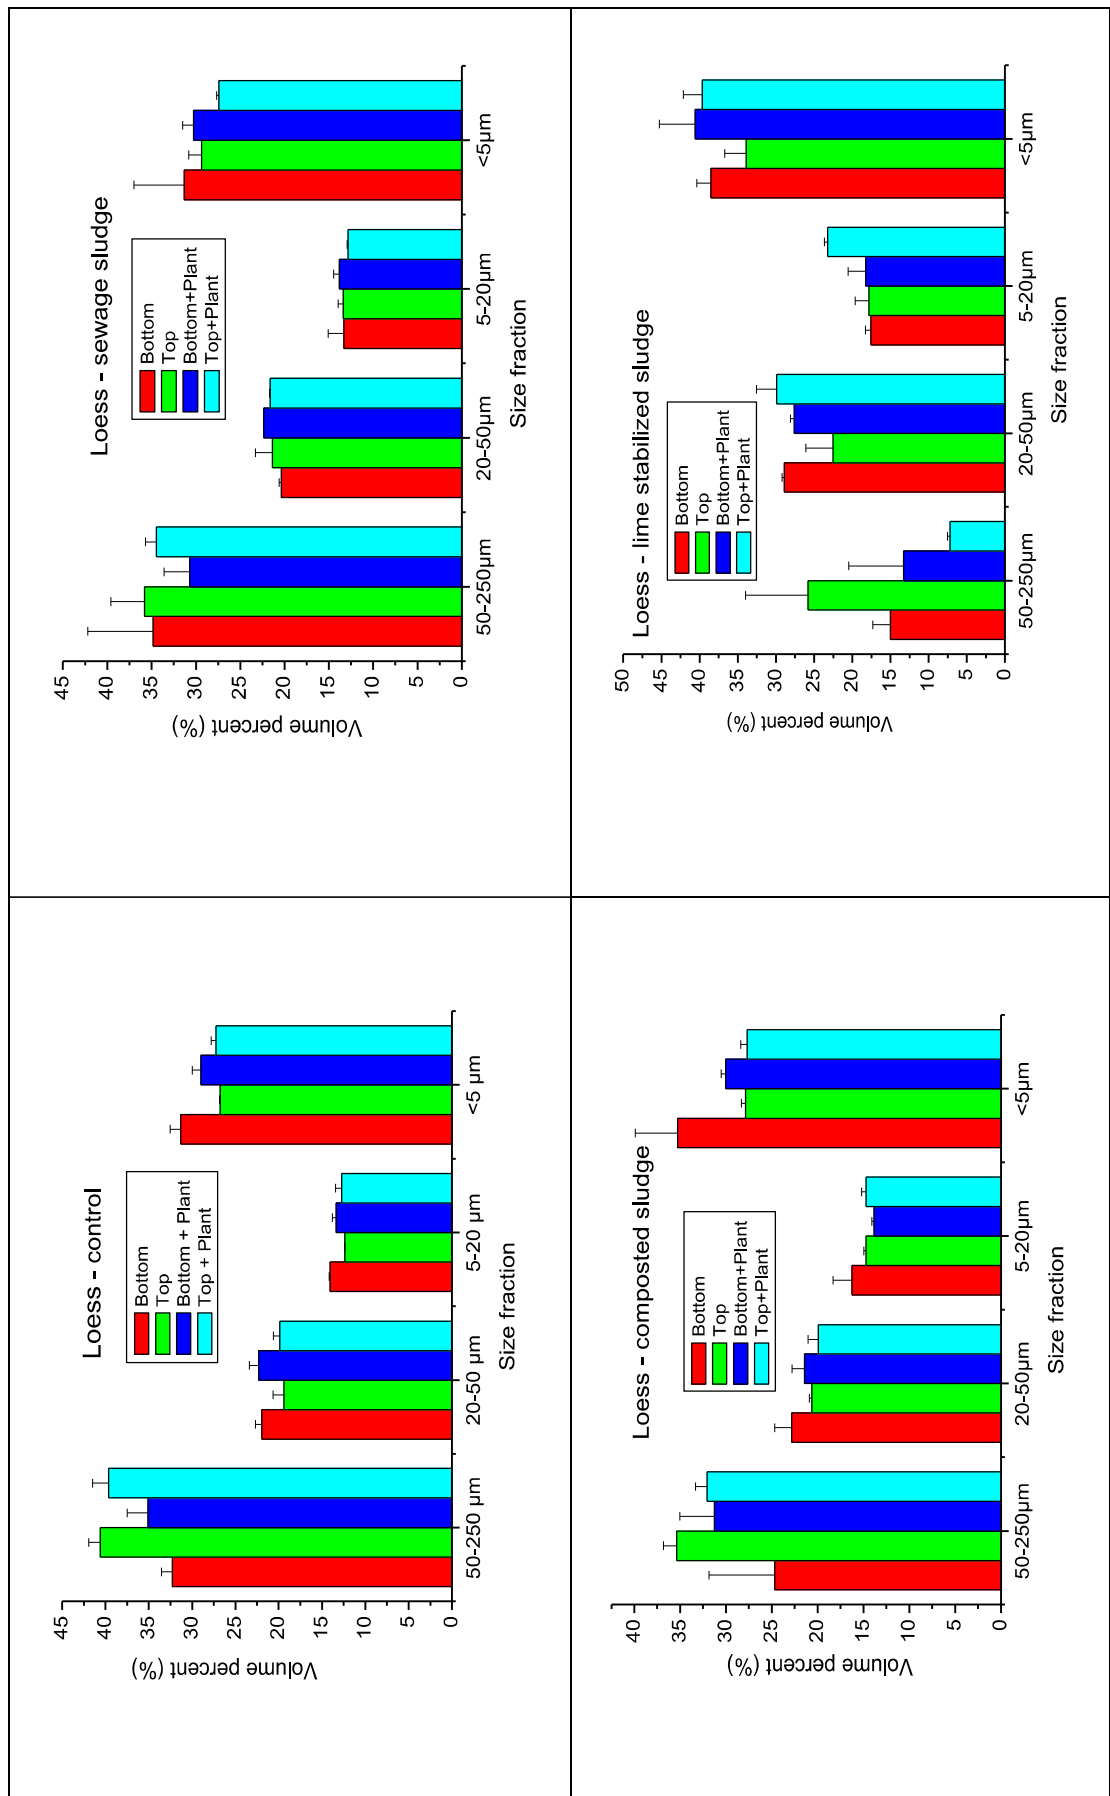 Loess - control
Volume percent (%)
45
40
35
30
25
20
15
10
5
0
Bottom
Top
Bottom + Plant
Top + Plant
50-250 µm
20-50 µm
5-20 µm
<5 µm
Size fraction
Loess - sewage sludge
Volume percent (%)
45
40
35
30
25
20
15
10
5
0
Bottom
Top
Bottom+Plant
Top+Plant
50-250µm
20-50µm
5-20µm
<5µm
Size fraction
Loess - composted sludge
Volume percent (%)
40
35
30
25
20
15
10
5
0
Bottom
Top
Bottom+Plant
Top+Plant
50-250µm
20-50µm
5-20µm
<5µm
Size fraction
Loess - lime stabilized sludge
Volume percent (%)
50
45
40
35
30
25
20
15
10
5
0
Bottom
Top
Bottom+Plant
Top+Plant
50-250µm
20-50µm
5-20µm
<5µm
Size fraction